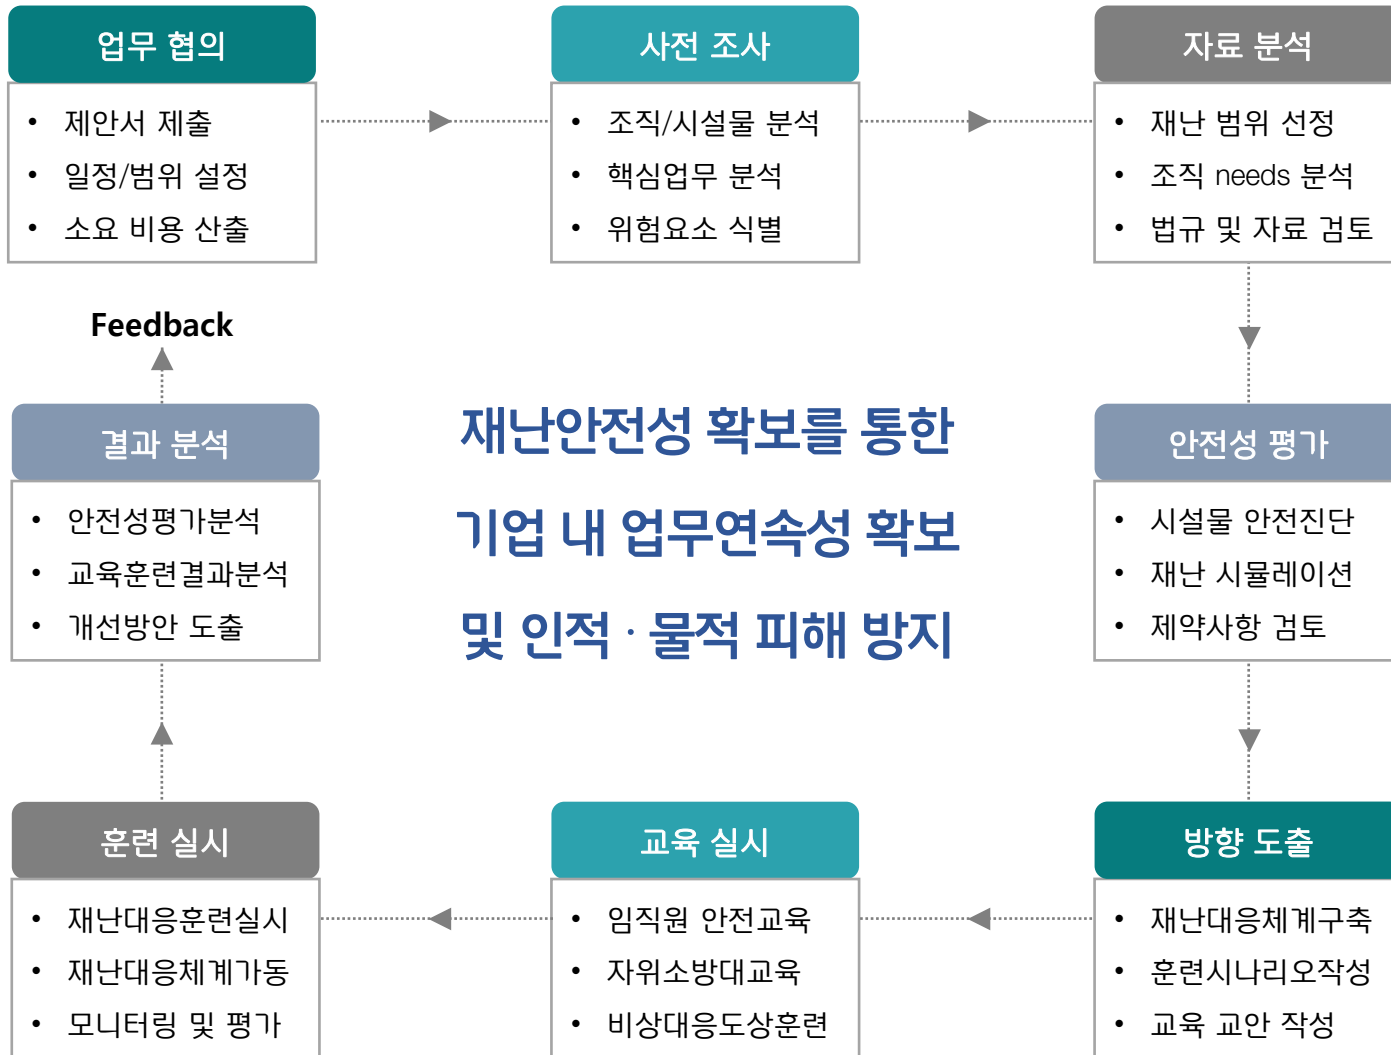 업무 협의
• 제안서 제출
• 일정/범위 설정
• 소요 비용 산출
사전 조사
• 조직/시설물 분석
• 핵심업무 분석
• 위험요소 식별
자료 분석
• 재난 범위 선정
• 조직 needs 분석
• 법규 및 자료 검토
Feedback
결과 분석
• 안전성평가분석
• 교육훈련결과분석
• 개선방안 도출
재난안전성 확보를 통한
기업 내 업무연속성 확보
및 인적 · 물적 피해 방지
안전성 평가
• 시설물 안전진단
• 재난 시뮬레이션
• 제약사항 검토
훈련 실시
• 재난대응훈련실시
• 재난대응체계가동
• 모니터링 및 평가
교육 실시
• 임직원 안전교육
• 자위소방대교육
• 비상대응도상훈련
방향 도출
• 재난대응체계구축
• 훈련시나리오작성
• 교육 교안 작성